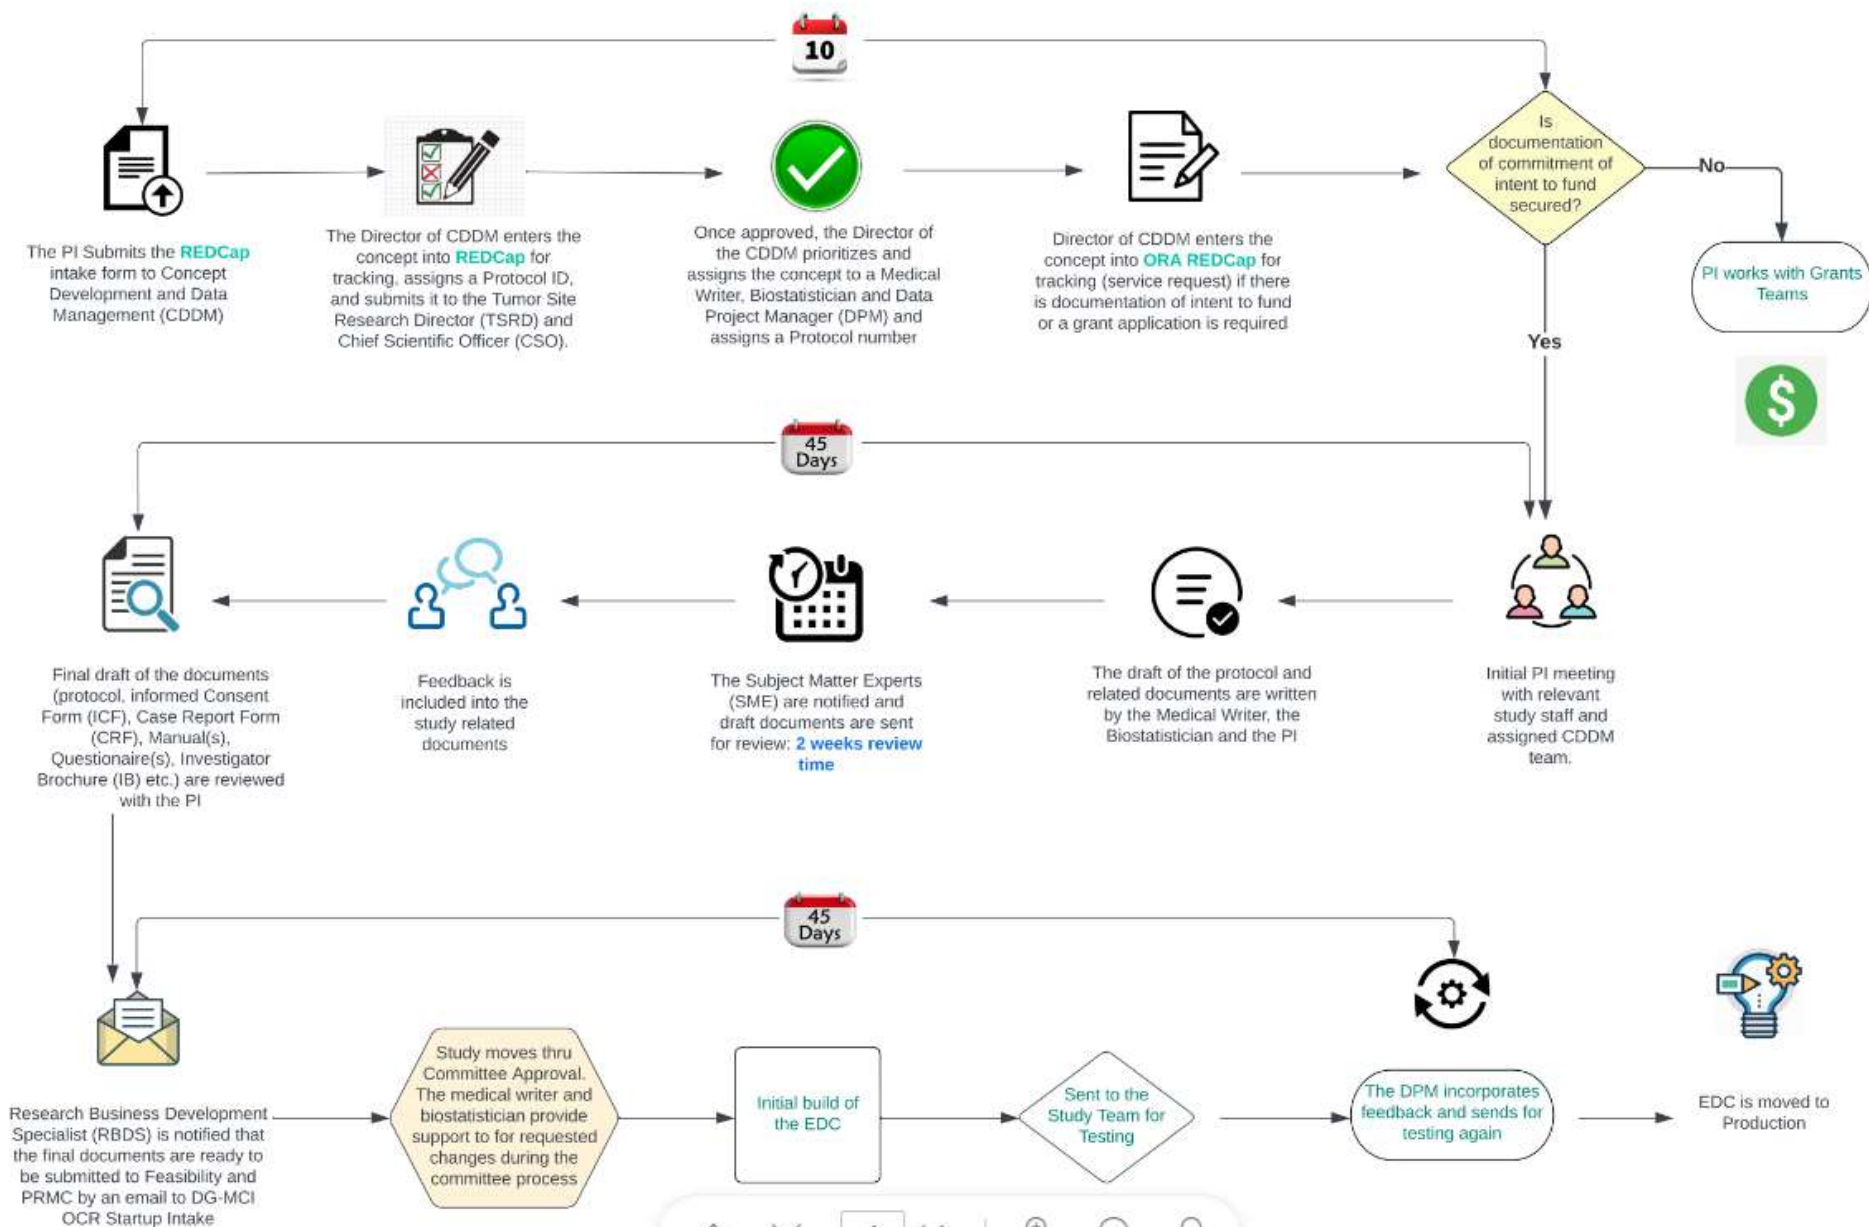 10
The PI Submits the REDCap
intake form to Concept
Development and Data
Management (CDDM)
The Director of CDDM enters the
concept into REDCap for
tracking, assigns a Protocol ID,
and submits it to the Tumor Site
Research Director (TSRD) and
Chief Scientific Officer (CSO).
Once approved, the Director of
the CDDM prioritizes and
assigns the concept to a Medical
Writer, Biostatistician and Data
Project Manager (DPM) and
assigns a Protocol number
Director of CDDM enters the
concept into ORA REDCap for
tracking (service request) if there
is documentation of intent to fund
or a grant application is required
Is
documentation
of commitment of
intent to fund
secured?
No
PI works with Grants
Teams
$
Yes
45
Days
Initial PI meeting
with relevant
study staff and
assigned CDDM
team.
The draft of the protocol and
related documents are written
by the Medical Writer, the
Biostatistician and the PI
The Subject Matter Experts
(SME) are notified and
draft documents are sent
for review: 2 weeks review
time
Feedback is
included into the
study related
documents
Final draft of the documents
(protocol, informed Consent
Form (ICF), Case Report Form
(CRF), Manual(s),
Questionaire(s), Investigator
Brochure (IB) etc.) are reviewed
with the PI
45
Days
Research Business Development
Specialist (RBDS) is notified that
the final documents are ready to
be submitted to Feasibility and
PRMC by an email to DG-MCI
OCR Startup Intake
Study moves thru
Committee Approval.
The medical writer and
biostatistician provide
support to for requested
changes during the
committee process
Initial build of
the EDC
Sent to the
Study Team for
Testing
The DPM incorporates
feedback and sends for
testing again
EDC is moved to
Production